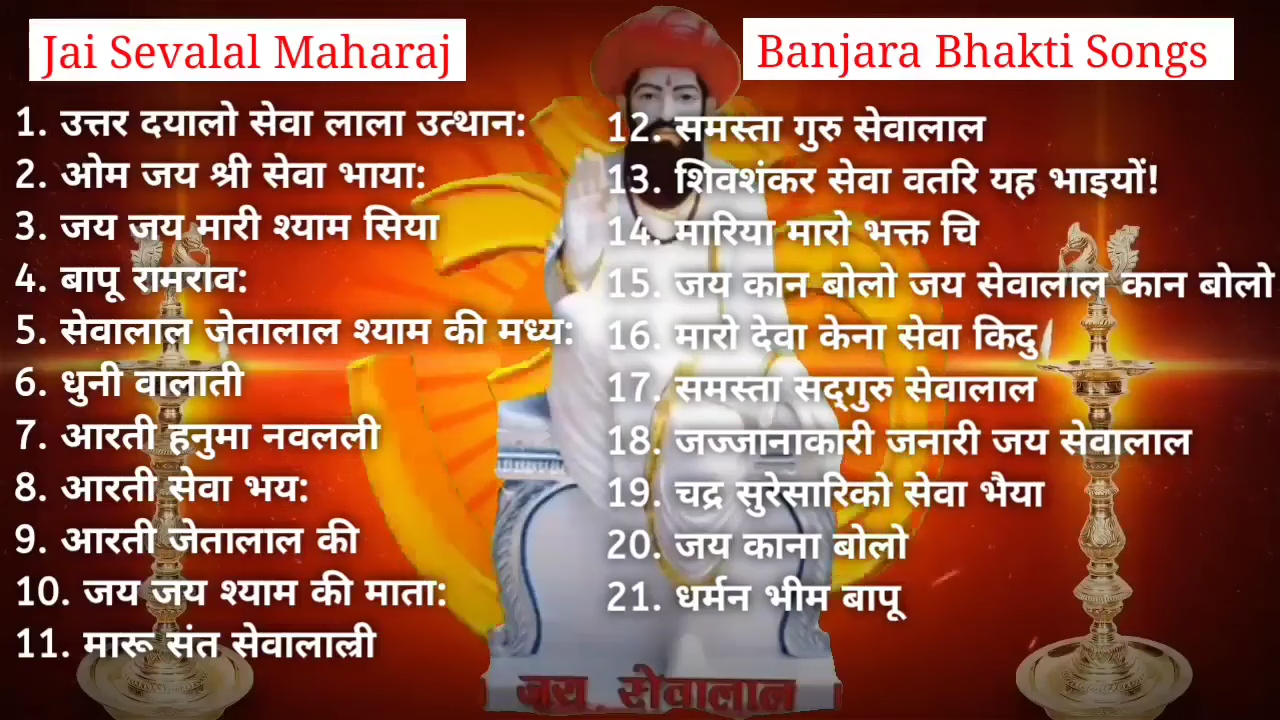 Jai Sevalal Maharaj
Banjara Bhakti Songs
1. उत्तर दयालो सेवा लाला उत्थान:
2. ओम जय श्री सेवा भाया:
3. जय जय मारी श्याम सिया
4. बापू रामराव:
5. सेवालाल जेतालाल श्याम की मध्य:
6. धुनी वालाती
7. आरती हनुमा नवलली
8. आरती सेवा भय:
9. आरती जेतालाल की
10. जय जय श्याम की माता:
11. मारू संत सेवालाली
12. समस्ता गुरु सेवालाल
13. शिवशंकर सेवा वतरि यह भाइयों!
14. मारिया मारो भक्त चि
15. जय कान बोलो जय सेवालाल कान बोलो
16. मारो देवा केना सेवा किदु
17. समस्ता सद्गुरु सेवालाल
18. जज्जानाकारी जनारी जय सेवालाल
19. चद्र सुरेसारिको सेवा भैया
20. जय काना बोलो
21. धर्मन भीम बापू
जय सेवालाल